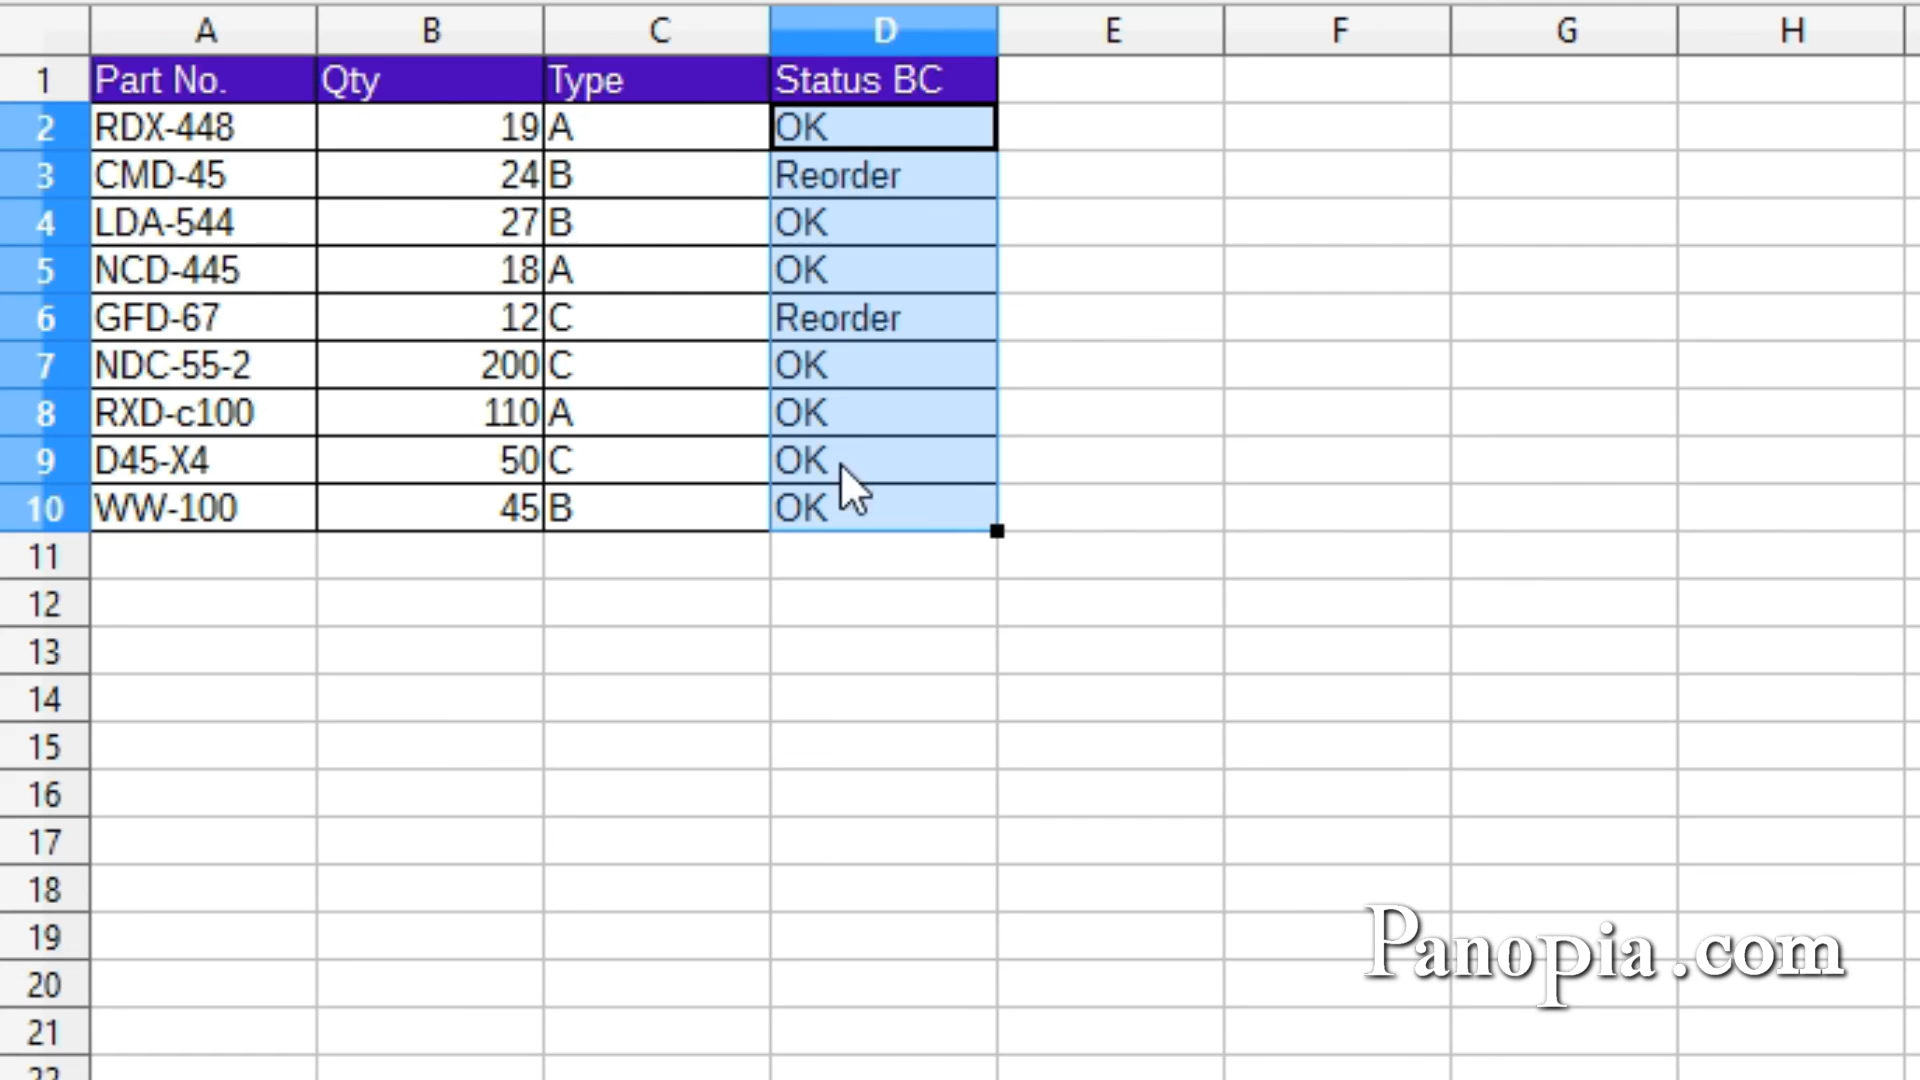 A B C D E F G H
1 Part No. Qty Type Status BC
2 RDX-448 19 A OK
3 CMD-45 24 B Reorder
4 LDA-544 27 B OK
5 NCD-445 18 A OK
6 GFD-67 12 C Reorder
7 NDC-55-2 200 C OK
8 RXD-c100 110 A OK
9 D45-X4 50 C OK
10 WW-100 45 B OK
11
12
13
14
15
16
17
18
19
Panopia.com
20
21
22